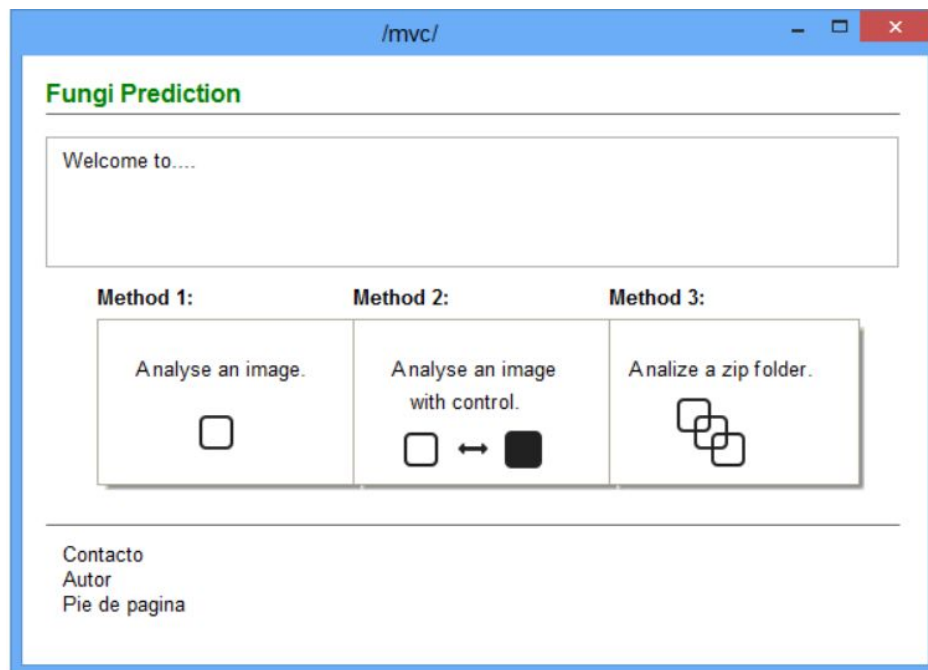 /mvc/
Fungi Prediction
Welcome to....
Method 1:
Method 2:
Method 3:
Analyse an image.
Analyse an image
with control.
Analize a zip folder.
Contacto
Autor
Pie de pagina